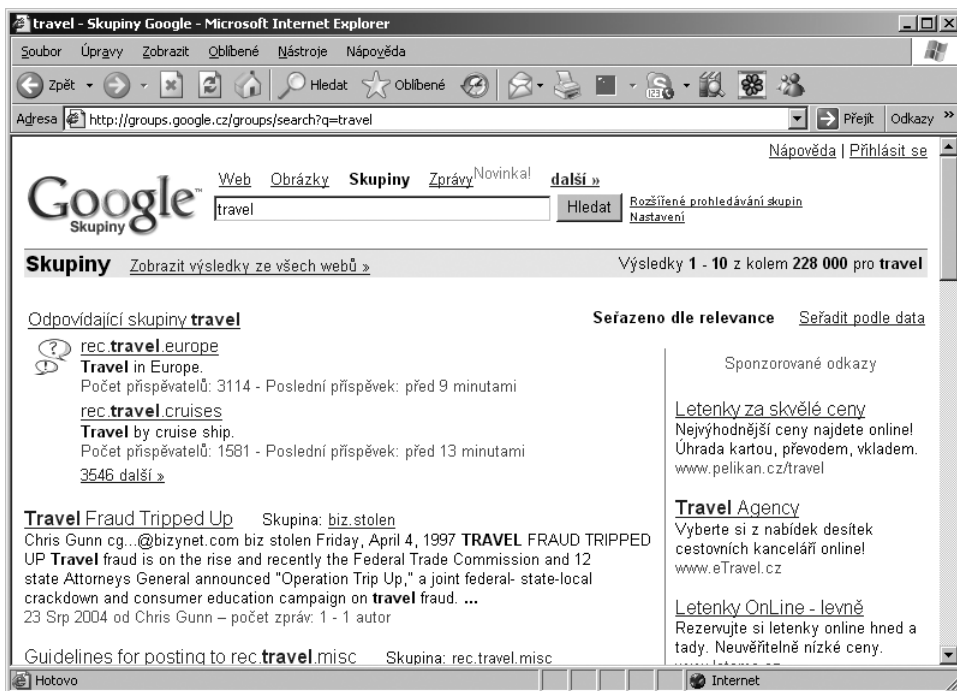 travel - Skupiny Google - Microsoft Internet Explorer
Soubor Úpravy Zobrazit Oblíbené Nástroje Nápověda
Zpět Hledat Oblíbené
Adresa http://groups.google.cz/groups/search?q=travel Přejít Odkazy »
Nápověda | Přihlásit se
Web Obrázky Skupiny Zprávy Novinka! další »
Google™
Skupiny
travel Hledat Rozšířené prohledávání skupin
Nastavení
Skupiny Zobrazit výsledky ze všech webů » Výsledky 1 - 10 z kolem 228 000 pro travel
Odpovídající skupiny travel Seřazeno dle relevance Seřadit podle data
rec.travel.europe
Travel in Europe.
Počet přispěvatelů: 3114 - Poslední příspěvek: před 9 minutami
rec.travel.cruises
Travel by cruise ship.
Počet přispěvatelů: 1581 - Poslední příspěvek: před 13 minutami
3546 další »
Travel Fraud Tripped Up Skupina: biz.stolen
Chris Gunn cg...@bizynet.com biz stolen Friday, April 4, 1997 TRAVEL FRAUD TRIPPED
UP Travel fraud is on the rise and recently the Federal Trade Commission and 12
state Attorneys General announced "Operation Trip Up," a joint federal- state-local
crackdown and consumer education campaign on travel fraud. ...
23 Srp 2004 od Chris Gunn – počet zpráv: 1 - 1 autor
Guidelines for posting to rec.travel.misc Skupina: rec.travel.misc
Sponzorované odkazy
Letenky za skvělé ceny
Nejvýhodnější ceny najdete online!
Úhrada kartou, převodem, vkladem.
www.pelikan.cz/travel
Travel Agency
Vyberte si z nabídek desítek
cestovních kanceláří online!
www.eTravel.cz
Letenky OnLine - levně
Rezervujte si letenky online hned a
tady. Neuvěřitelně nízké ceny.
Hotovo Internet